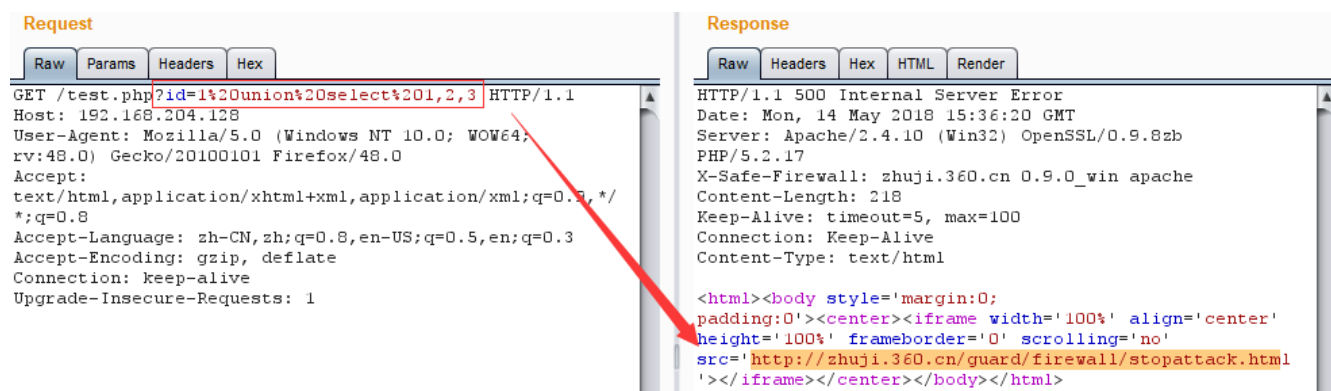 Request
Raw Params Headers Hex
GET /test.php?id=1%20union%20select%201,2,3 HTTP/1.1
Host: 192.168.204.128
User-Agent: Mozilla/5.0 (Windows NT 10.0; WOW64;
rv:48.0) Gecko/20100101 Firefox/48.0
Accept:
text/html,application/xhtml+xml,application/xml;q=0.9,*/
*;q=0.8
Accept-Language: zh-CN,zh;q=0.8,en-US;q=0.5,en;q=0.3
Accept-Encoding: gzip, deflate
Connection: keep-alive
Upgrade-Insecure-Requests: 1
Response
Raw Headers Hex HTML Render
HTTP/1.1 500 Internal Server Error
Date: Mon, 14 May 2018 15:36:20 GMT
Server: Apache/2.4.10 (Win32) OpenSSL/0.9.8zb
PHP/5.2.17
X-Safe-Firewall: zhuji.360.cn 0.9.0_win apache
Content-Length: 218
Keep-Alive: timeout=5, max=100
Connection: Keep-Alive
Content-Type: text/html
<html><body style='margin:0;
padding:0'><center><iframe width='100%' align='center'
height='100%' frameborder='0' scrolling='no'
src='http://zhuji.360.cn/guard/firewall/stopattack.html
'></iframe></center></body></html>